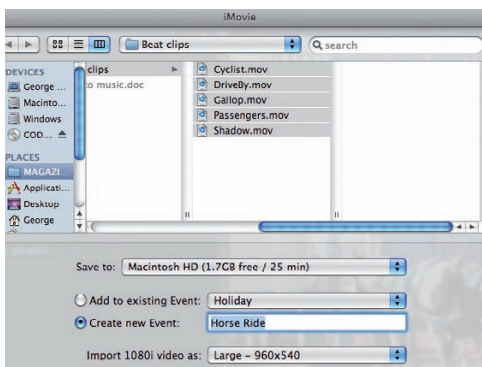 iMovie
Beat clips
search
DEVICES
George ...
Macinto...
Windows
COD...
PLACES
MAGAZI...
Applicati...
Desktop
George
clips
o music.doc
Cyclist.mov
DriveBy.mov
Gallop.mov
Passengers.mov
Shadow.mov
Save to: Macintosh HD (1.7GB free / 25 min)
Add to existing Event: Holiday
Create new Event: Horse Ride
Import 1080i video as: Large - 960x540